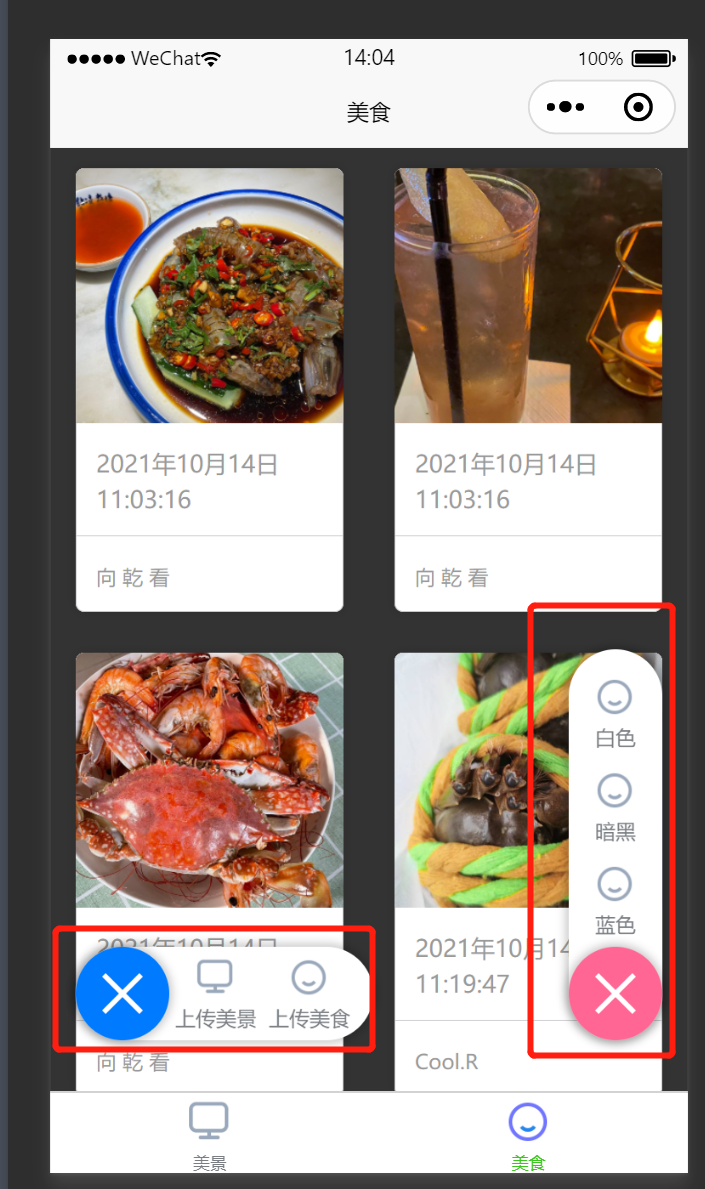 WeChat
14:04
100%
美食
2021年10月14日
11:03:16
向 乾 看
2021年10月14日
11:03:16
向 乾 看
2021年10月14日
向 乾 看
2021年10月14
11:19:47
Cool.R
白色
暗黑
蓝色
上传美景
上传美食
美景
美食